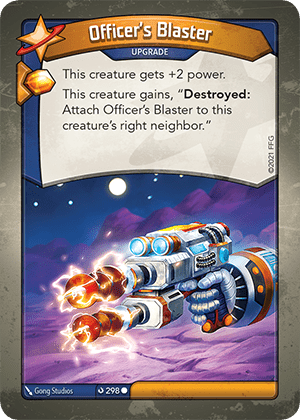 Officer's Blaster
UPGRADE
This creature gets +2 power.
This creature gains, “Destroyed:
Attach Officer's Blaster to this
creature's right neighbor.”
©2021 FFG
Gong Studios
298